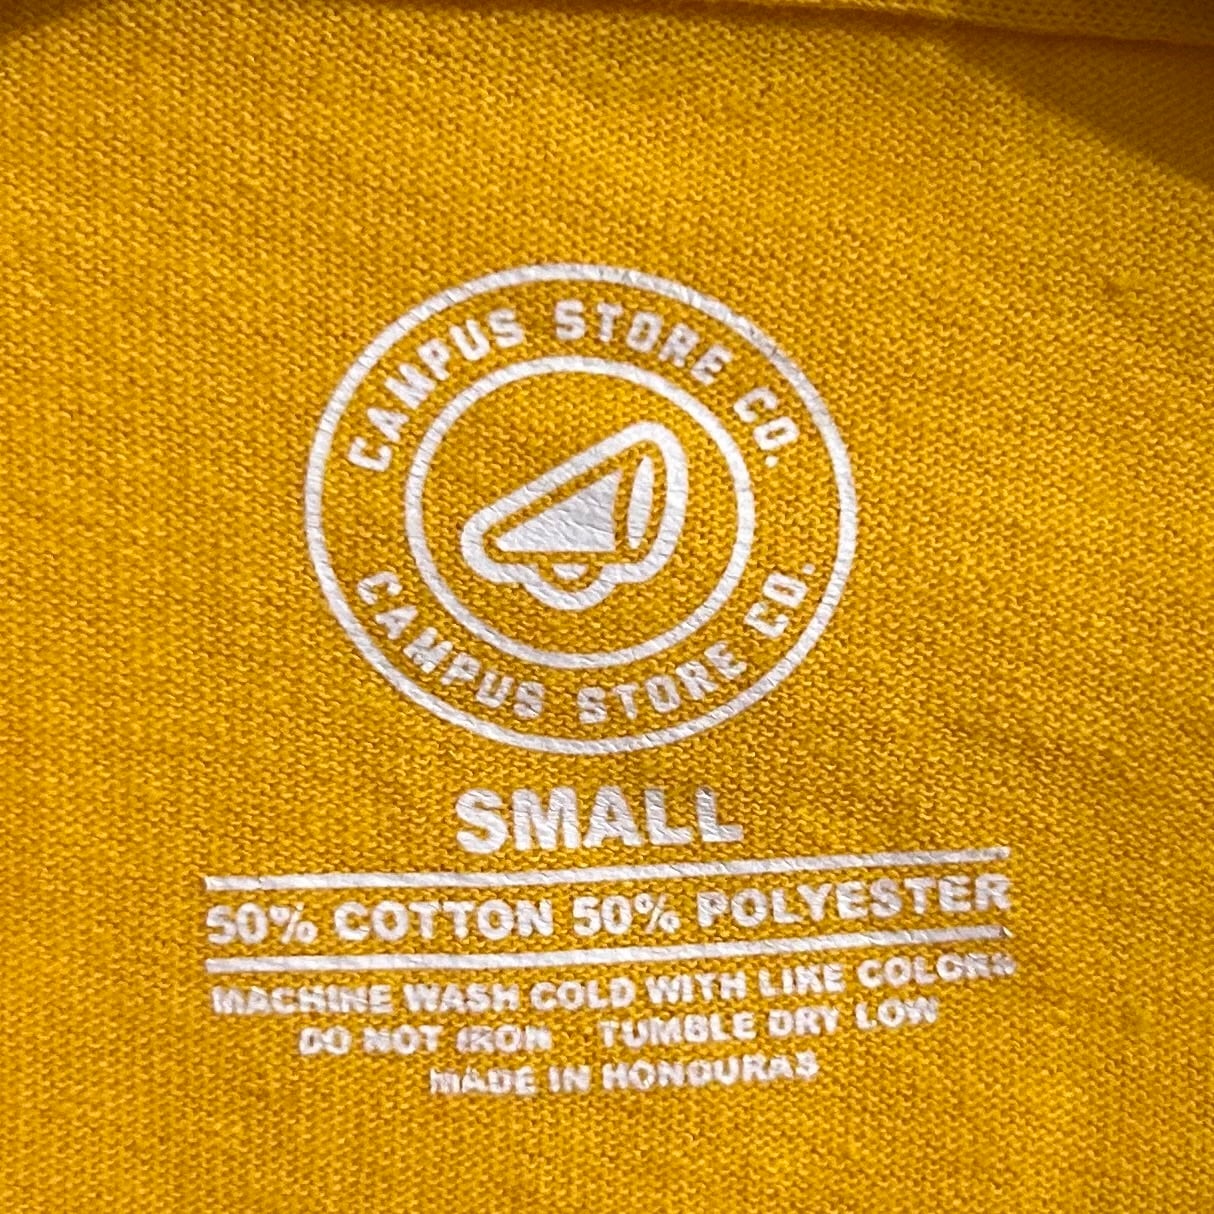 CAMPUS STORE CO.
CAMPUS STORE CO.
SMALL
50% COTTON 50% POLYESTER
MACHINE WASH COLD WITH LIKE COLORS
DO NOT IRON TUMBLE DRY LOW
MADE IN HONDURAS